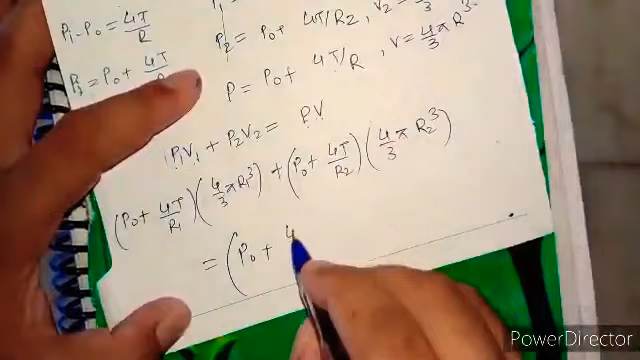 P₁ - P₀ = 4T/R
P₂ = P₀ + 4T/R₂ , V₂ =
P₁ = P₀ + 4T
P = P₀ + 4T/R , V = 4/3 π R³
P₁V₁ + P₂V₂ = PV
(P₀ + 4T/R₁)(4/3 π R₁³) + (P₀ + 4T/R₂)(4/3 π R₂³)
= (P₀ + 4
PowerDirector